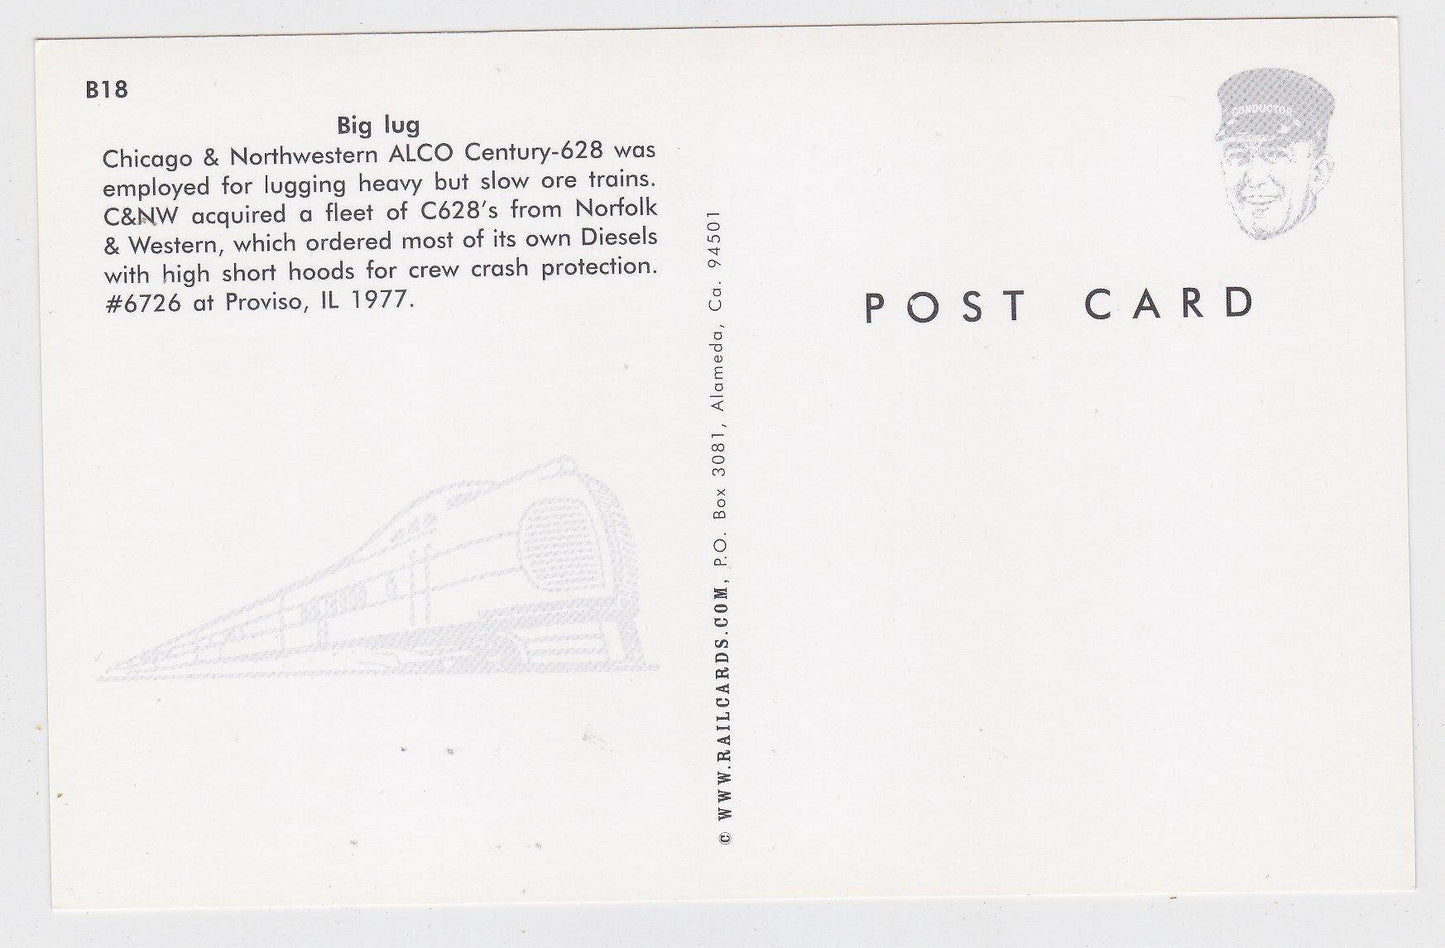 B18
Big lug
Chicago & Northwestern ALCO Century-628 was
employed for lugging heavy but slow ore trains.
C&NW acquired a fleet of C628's from Norfolk
& Western, which ordered most of its own Diesels
with high short hoods for crew crash protection.
#6726 at Proviso, IL 1977.
© WWW.RAILCARDS.COM, P.O. Box 3081, Alameda, Ca. 94501
CONDUCTOR
POST CARD